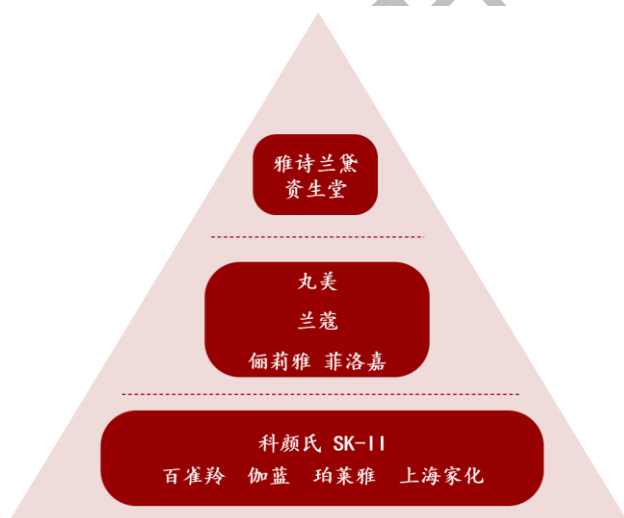 雅诗兰黛
资生堂
丸美
兰蔻
俪莉雅 菲洛嘉
科颜氏 SK-II
百雀羚 伽蓝 珀莱雅 上海家化